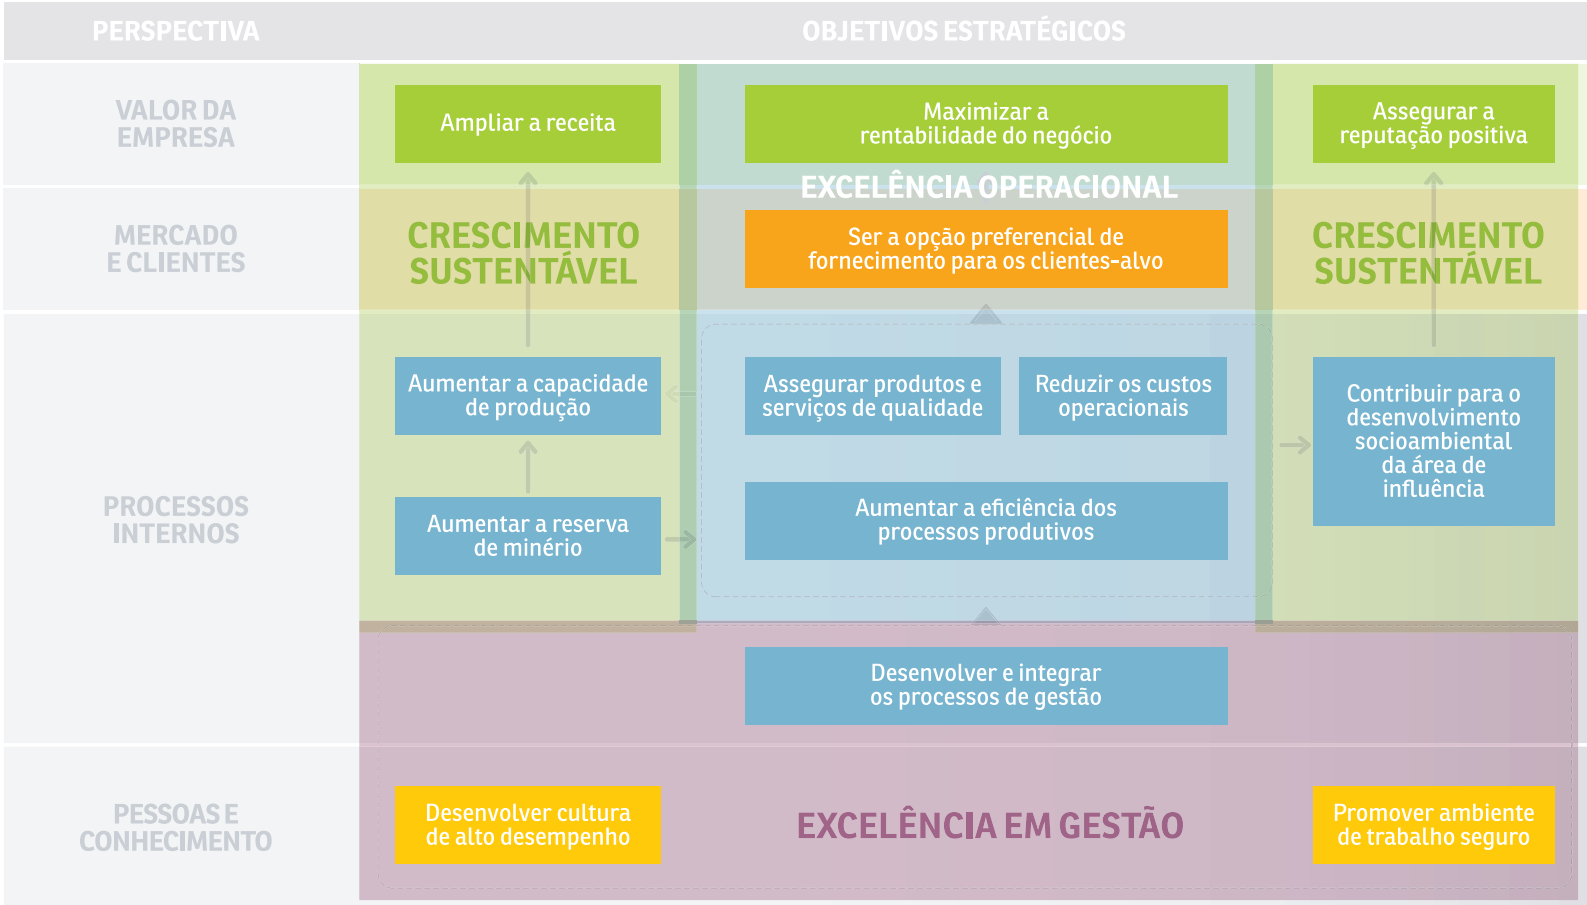 PERSPECTIVA
OBJETIVOS ESTRATÉGICOS
VALOR DA
EMPRESA
Ampliar a receita
Maximizar a
rentabilidade do negócio
Assegurar a
reputação positiva
EXCELÊNCIA OPERACIONAL
MERCADO
E CLIENTES
CRESCIMENTO
SUSTENTÁVEL
Ser a opção preferencial de
fornecimento para os clientes-alvo
CRESCIMENTO
SUSTENTÁVEL
PROCESSOS
INTERNOS
Aumentar a capacidade
de produção
Assegurar produtos e
serviços de qualidade
Reduzir os custos
operacionais
Contribuir para o
desenvolvimento
socioambiental
da área de
influência
Aumentar a reserva
de minério
Aumentar a eficiência dos
processos produtivos
Desenvolver e integrar
os processos de gestão
PESSOAS E
CONHECIMENTO
Desenvolver cultura
de alto desempenho
EXCELÊNCIA EM GESTÃO
Promover ambiente
de trabalho seguro